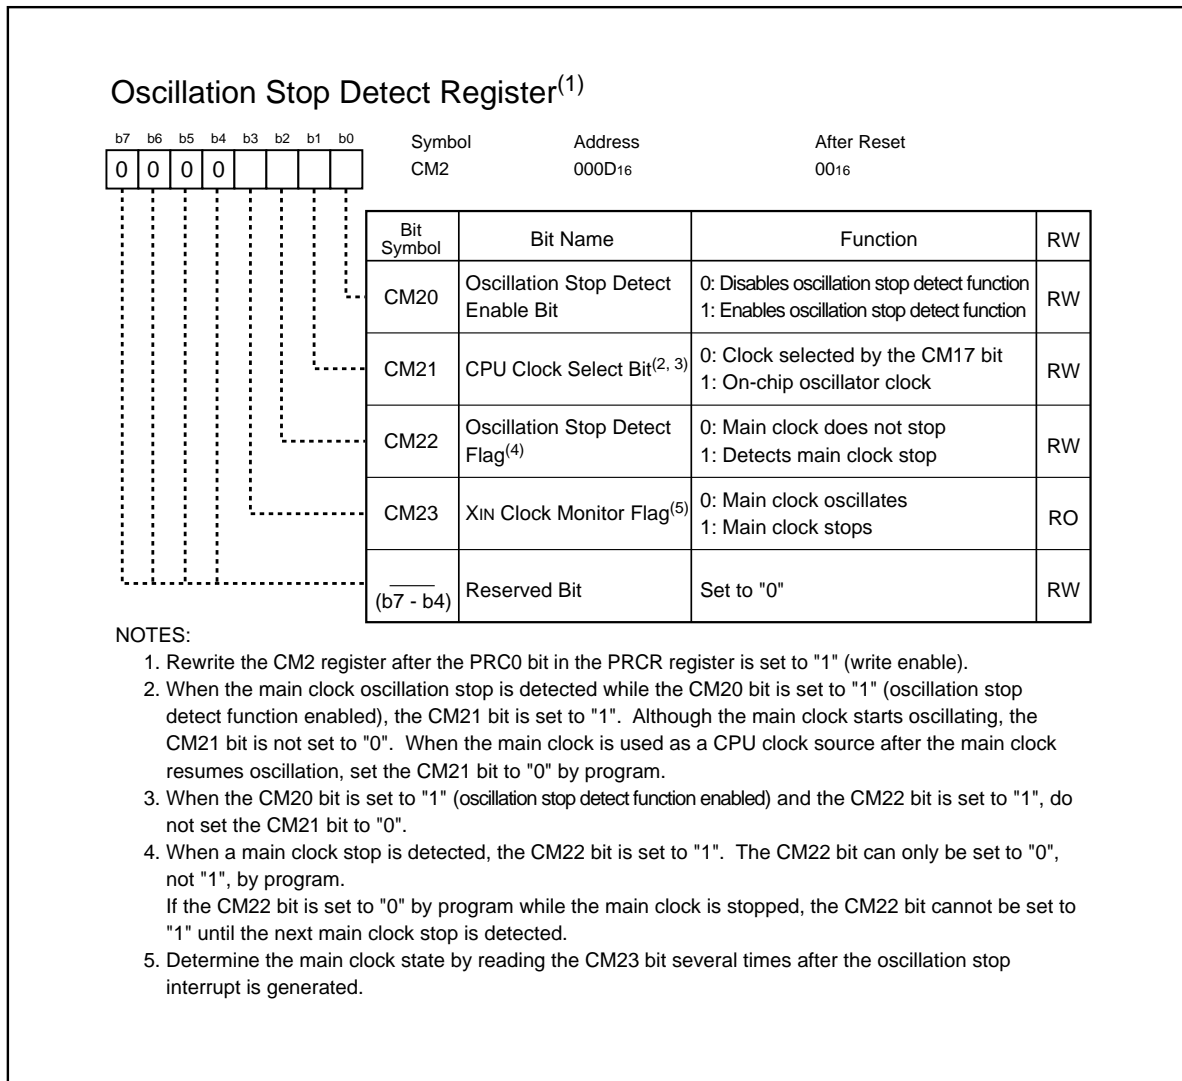 Oscillation Stop Detect Register(1)
b7 b6 b5 b4 b3 b2 b1 b0
Symbol Address After Reset
0 0 0 0
CM2 000D16 0016
Bit Symbol Bit Name Function RW
CM20 Oscillation Stop Detect Enable Bit 0: Disables oscillation stop detect function
1: Enables oscillation stop detect function RW
CM21 CPU Clock Select Bit(2, 3) 0: Clock selected by the CM17 bit
1: On-chip oscillator clock RW
CM22 Oscillation Stop Detect Flag(4) 0: Main clock does not stop
1: Detects main clock stop RW
CM23 XIN Clock Monitor Flag(5) 0: Main clock oscillates
1: Main clock stops RO
(b7 - b4) Reserved Bit Set to "0" RW
NOTES:
1. Rewrite the CM2 register after the PRC0 bit in the PRCR register is set to "1" (write enable).
2. When the main clock oscillation stop is detected while the CM20 bit is set to "1" (oscillation stop
detect function enabled), the CM21 bit is set to "1". Although the main clock starts oscillating, the
CM21 bit is not set to "0". When the main clock is used as a CPU clock source after the main clock
resumes oscillation, set the CM21 bit to "0" by program.
3. When the CM20 bit is set to "1" (oscillation stop detect function enabled) and the CM22 bit is set to "1", do
not set the CM21 bit to "0".
4. When a main clock stop is detected, the CM22 bit is set to "1". The CM22 bit can only be set to "0",
not "1", by program.
If the CM22 bit is set to "0" by program while the main clock is stopped, the CM22 bit cannot be set to
"1" until the next main clock stop is detected.
5. Determine the main clock state by reading the CM23 bit several times after the oscillation stop
interrupt is generated.